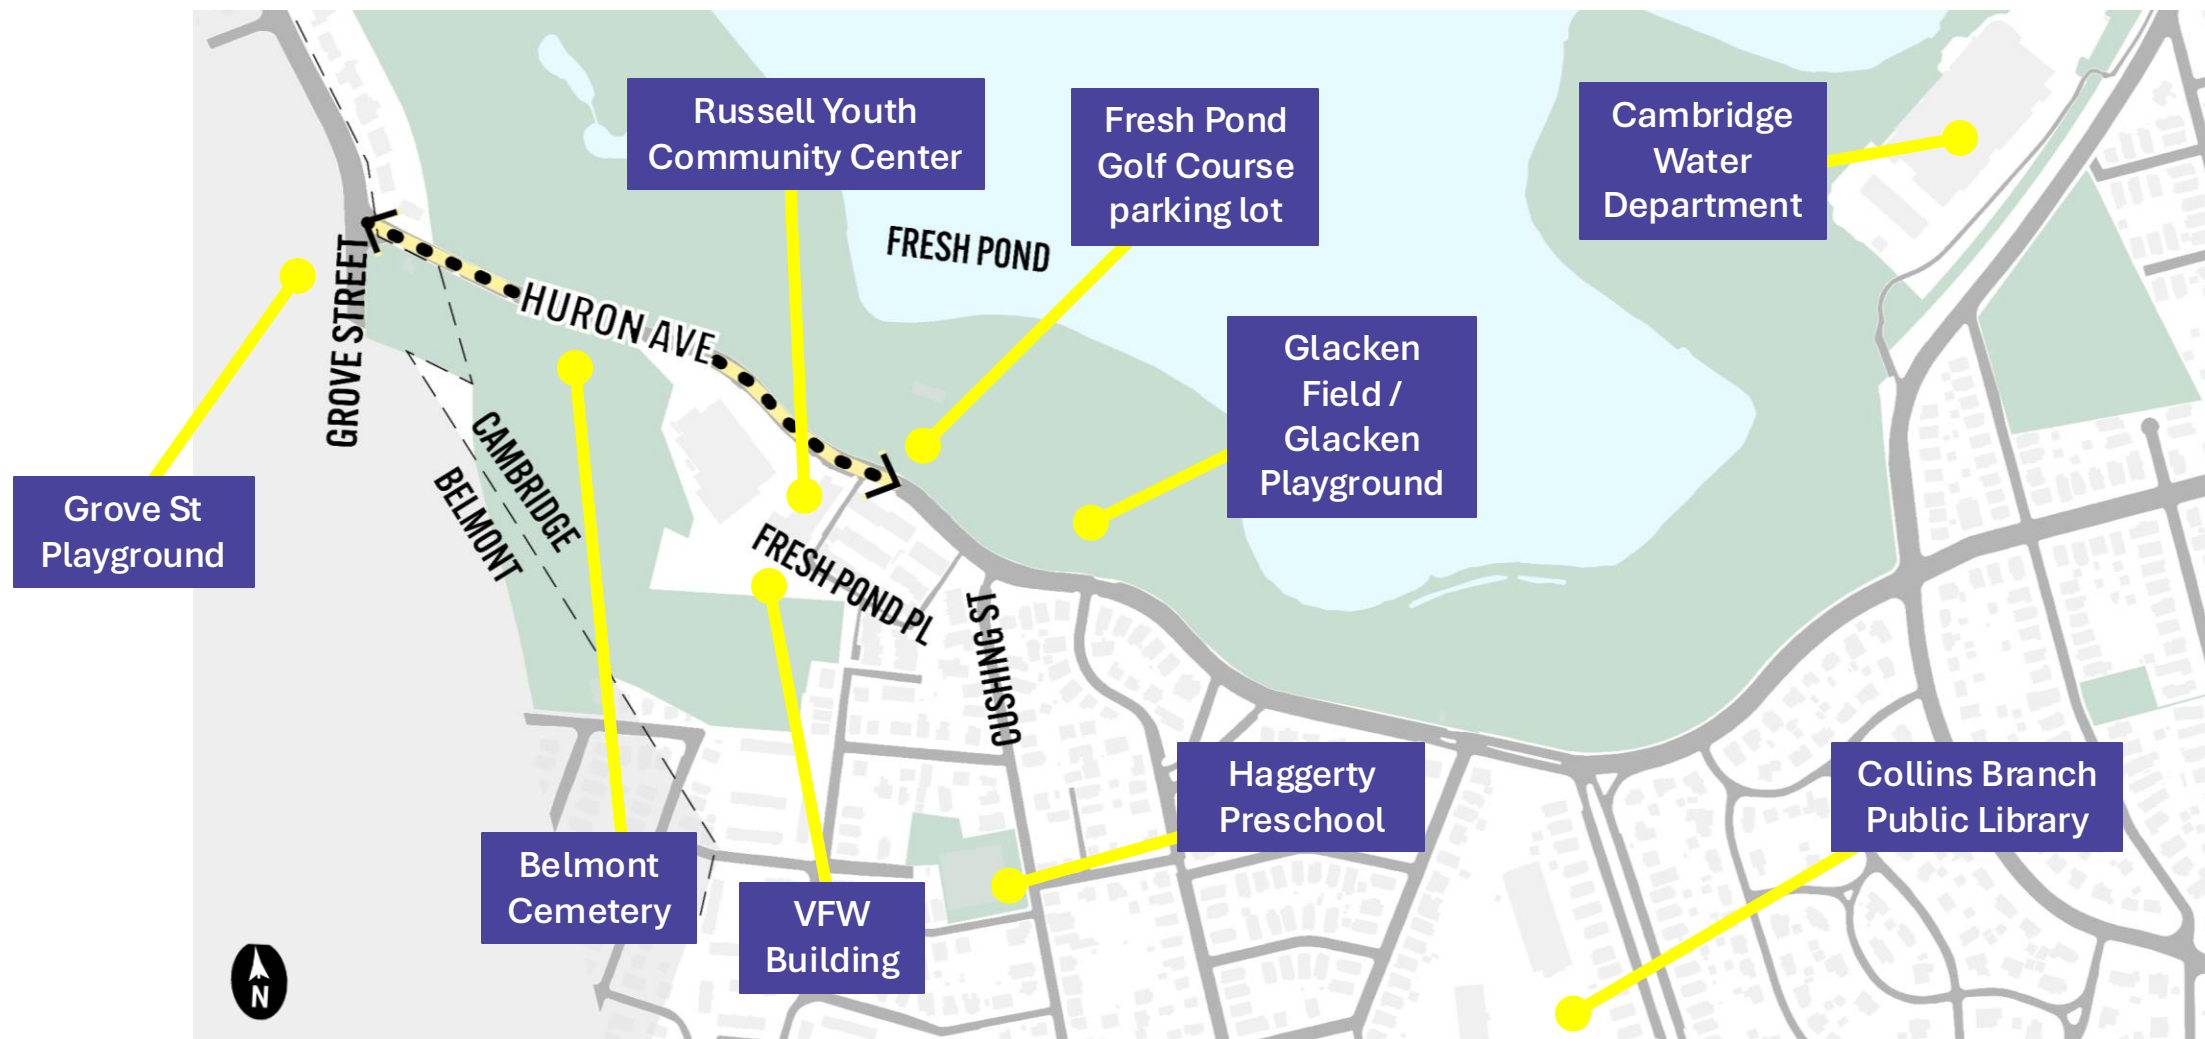 Russell Youth
Community Center
Fresh Pond
Golf Course
parking lot
Cambridge
Water
Department
FRESH POND
GROVE STREET
HURON AVE
Glacken
Field /
Glacken
Playground
CAMBRIDGE
BELMONT
Grove St
Playground
FRESH POND PL
CUSHING ST
Haggerty
Preschool
Collins Branch
Public Library
Belmont
Cemetery
VFW
Building
N